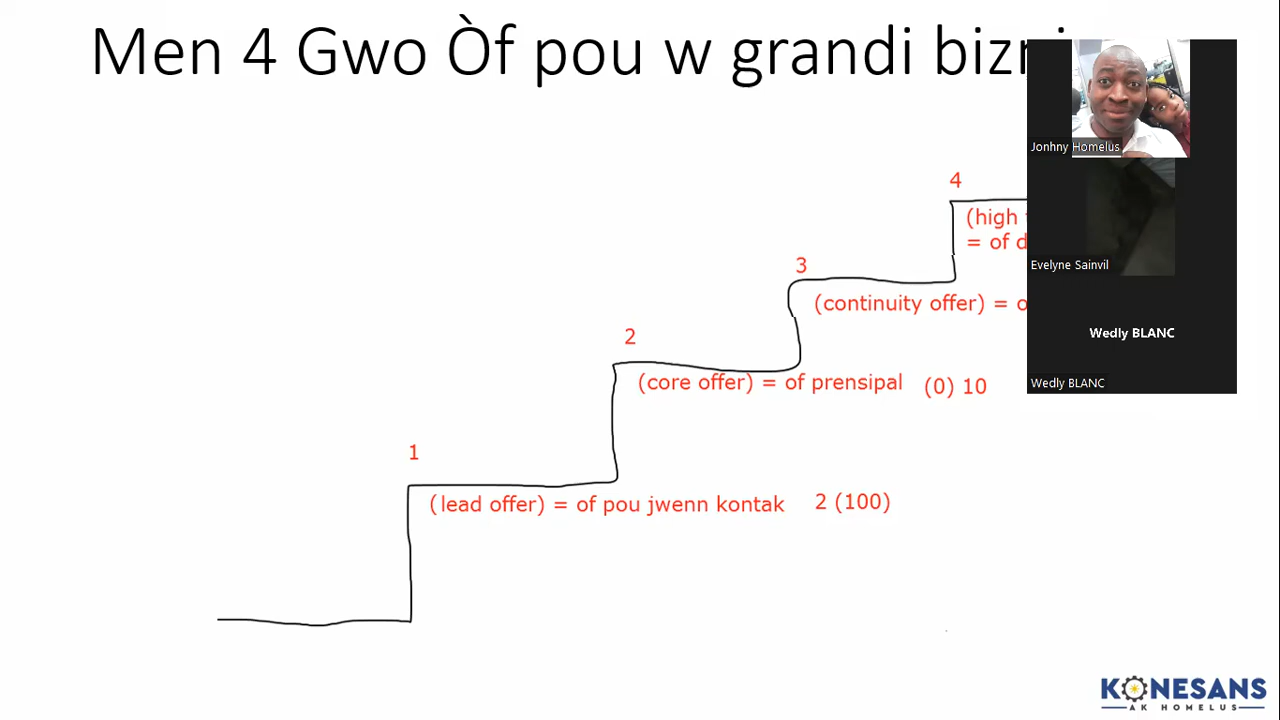 Men 4 Gwo Òf pou w grandi
Jonhny Homelus
4
(high
= of
Evelyne Sainvil
3
(continuity offer) =
2
Wedly BLANC
(core offer) = of prensipal (0) 10
Wedly BLANC
1
(lead offer) = of pou jwenn kontak 2 (100)
KONESANS
AK HOMELUS